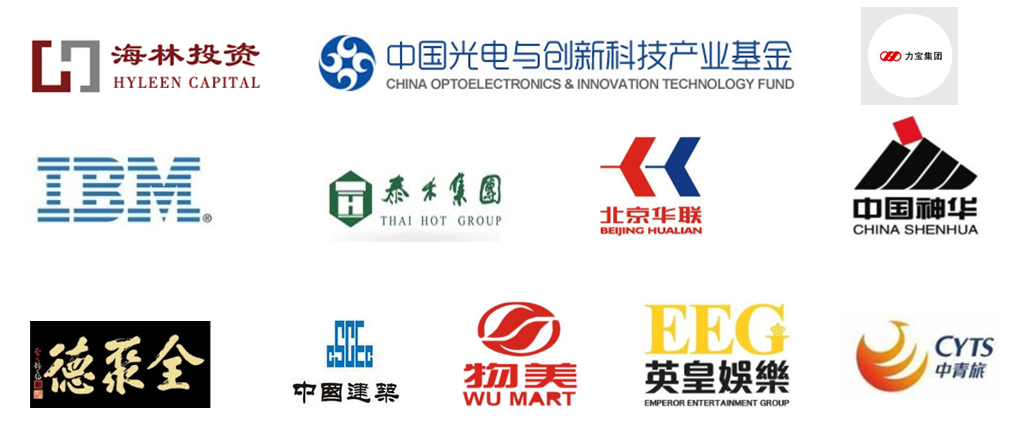 海林投资
HYLEEN CAPITAL
中国光电与创新科技产业基金
CHINA OPTOELECTRONICS & INNOVATION TECHNOLOGY FUND
力宝集团
IBM®
泰禾集團
THAI HOT GROUP
北京华联
BEIJING HUALIAN
中国神华
CHINA SHENHUA
全聚德
CSCEC
中國建築
物美
WU MART
EEG
英皇娛樂
EMPEROR ENTERTAINMENT GROUP
CYTS
中青旅